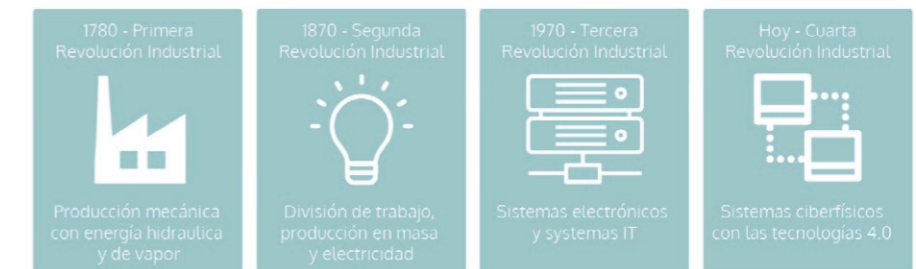 1780 - Primera
Revolución Industrial
Producción mecánica
con energía hidraulica
y de vapor
1870 - Segunda
Revolución Industrial
División de trabajo,
producción en masa
y electricidad
1970 - Tercera
Revolución Industrial
Sistemas electrónicos
y systemas IT
Hoy - Cuarta
Revolución Industrial
Sistemas ciberfísicos
con las tecnologías 4.0